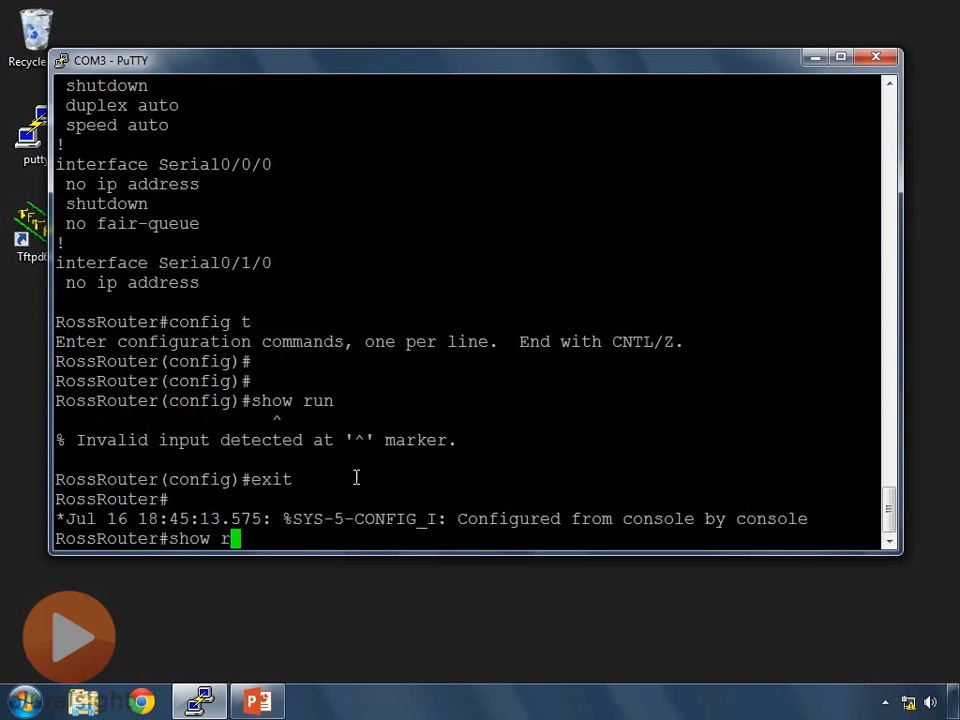 Recycle
COM3 - PuTTY
putty
Tftpd6
shutdown
duplex auto
speed auto
!
interface Serial0/0/0
no ip address
shutdown
no fair-queue
!
interface Serial0/1/0
no ip address
RossRouter#config t
Enter configuration commands, one per line.  End with CNTL/Z.
RossRouter(config)#
RossRouter(config)#
RossRouter(config)#show run
^
% Invalid input detected at '^' marker.
RossRouter(config)#exit
RossRouter#
*Jul 16 18:45:13.575: %SYS-5-CONFIG_I: Configured from console by console
RossRouter#show r
pluralsight